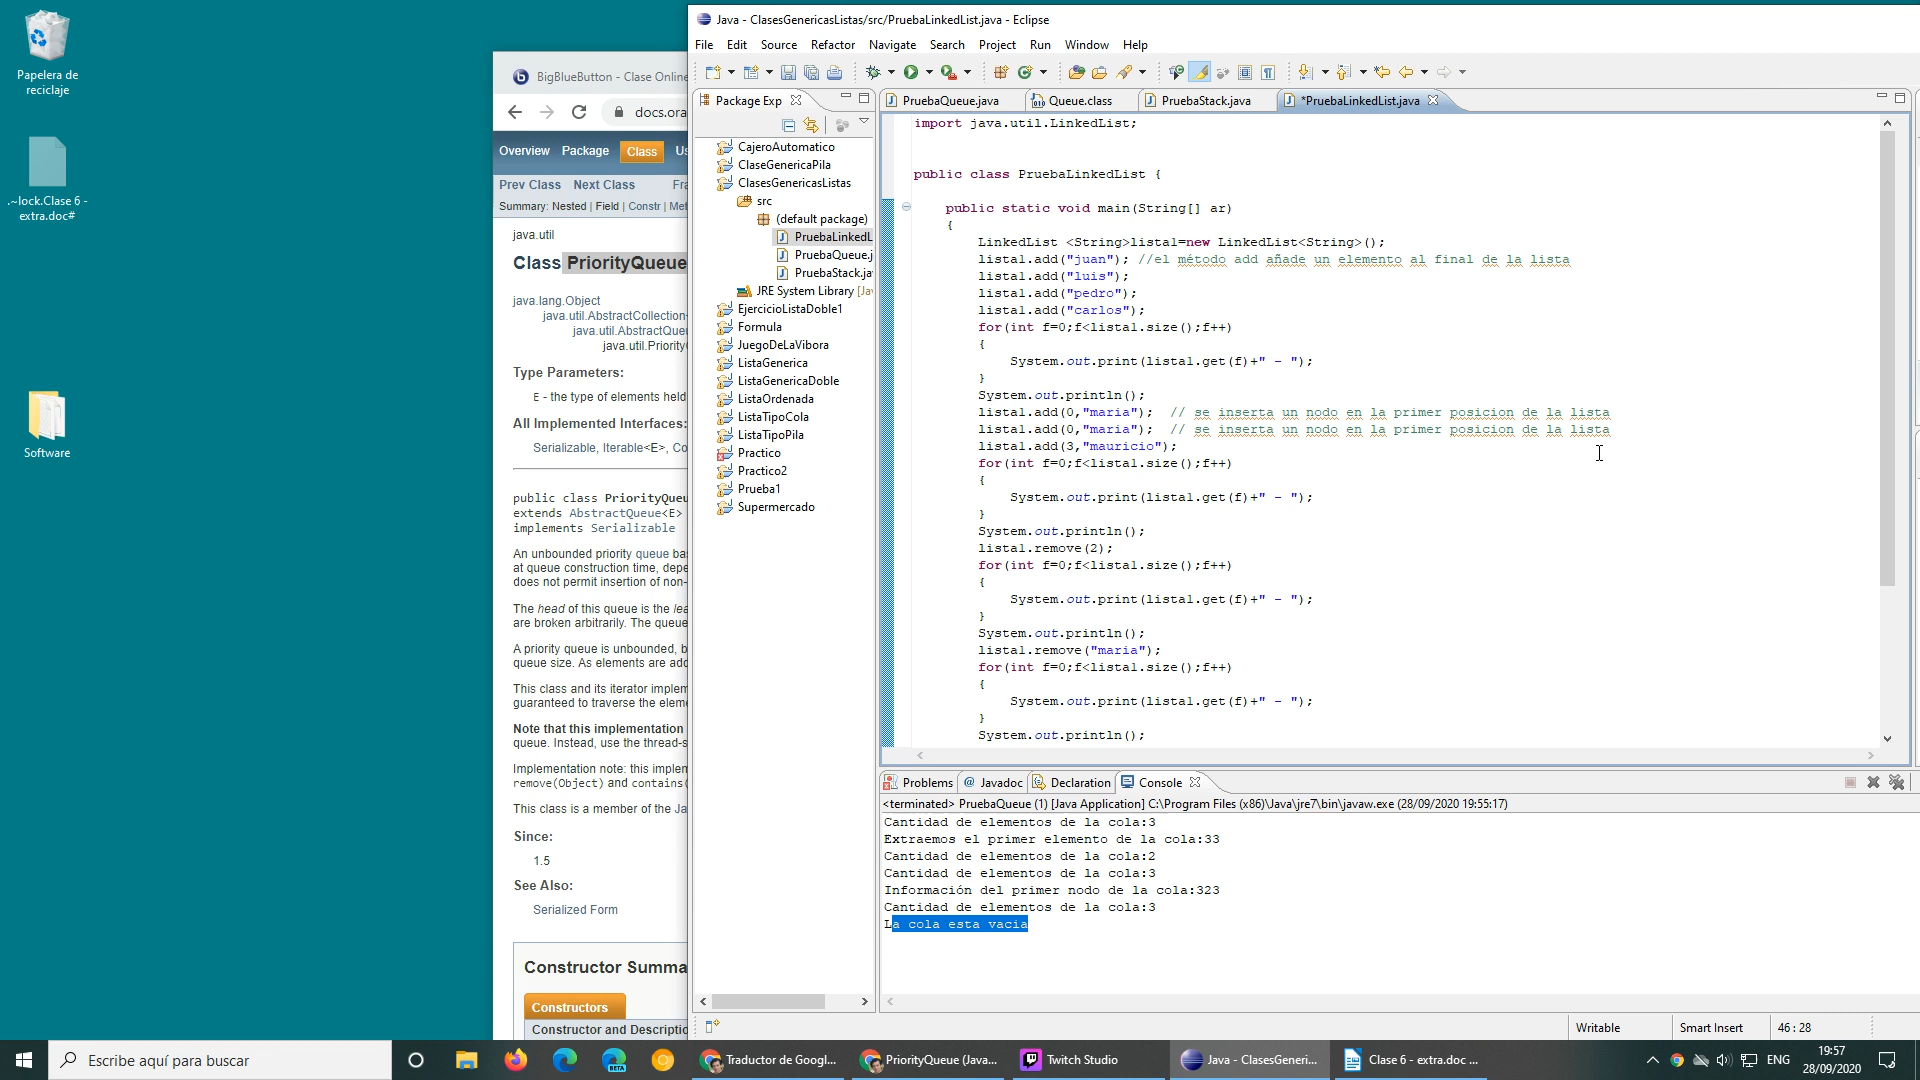 Papelera de
reciclaje
.~lock.Clase 6 -
extra.doc#
Software
BigBlueButton - Clase Online
docs.ora
Overview Package Class Us
Prev Class Next Class Fra
Summary: Nested | Field | Constr | Met
java.util
Class PriorityQueue
java.lang.Object
java.util.AbstractCollection
java.util.AbstractQueu
java.util.Priority
Type Parameters:
E - the type of elements held
All Implemented Interfaces:
Serializable, Iterable<E>, Co
public class PriorityQueu
extends AbstractQueue<E>
implements Serializable
An unbounded priority queue ba
at queue construction time, depe
does not permit insertion of non-
The head of this queue is the lea
are broken arbitrarily. The queue
A priority queue is unbounded, b
queue size. As elements are add
This class and its iterator implem
guaranteed to traverse the eleme
Note that this implementation
queue. Instead, use the thread-s
Implementation note: this implem
remove(Object) and contains(
This class is a member of the Ja
Since:
1.5
See Also:
Serialized Form
Constructor Summa
Constructors
Constructor and Descriptio
Java - ClasesGenericasListas/src/PruebaLinkedList.java - Eclipse
File Edit Source Refactor Navigate Search Project Run Window Help
Package Exp
CajeroAutomatico
ClaseGenericaPila
ClasesGenericasListas
src
(default package)
PruebaLinkedL
PruebaQueue.j
PruebaStack.ja
JRE System Library [Jav
EjercicioListaDoble1
Formula
JuegoDeLaVibora
ListaGenerica
ListaGenericaDoble
ListaOrdenada
ListaTipoCola
ListaTipoPila
Practico
Practico2
Prueba1
Supermercado
PruebaQueue.java Queue.class PruebaStack.java *PruebaLinkedList.java
import java.util.LinkedList;
public class PruebaLinkedList {
public static void main(String[] ar)
{
LinkedList <String>lista1=new LinkedList<String>();
lista1.add("juan"); //el método add añade un elemento al final de la lista
lista1.add("luis");
lista1.add("pedro");
lista1.add("carlos");
for(int f=0;f<lista1.size();f++)
{
System.out.print(lista1.get(f)+" - ");
}
System.out.println();
lista1.add(0,"maria"); // se inserta un nodo en la primer posicion de la lista
lista1.add(0,"maria"); // se inserta un nodo en la primer posicion de la lista
lista1.add(3,"mauricio");
for(int f=0;f<lista1.size();f++)
{
System.out.print(lista1.get(f)+" - ");
}
System.out.println();
lista1.remove(2);
for(int f=0;f<lista1.size();f++)
{
System.out.print(lista1.get(f)+" - ");
}
System.out.println();
lista1.remove("maria");
for(int f=0;f<lista1.size();f++)
{
System.out.print(lista1.get(f)+" - ");
}
System.out.println();
Problems @ Javadoc Declaration Console
<terminated> PruebaQueue (1) [Java Application] C:\Program Files (x86)\Java\jre7\bin\javaw.exe (28/09/2020 19:55:17)
Cantidad de elementos de la cola:3
Extraemos el primer elemento de la cola:33
Cantidad de elementos de la cola:2
Cantidad de elementos de la cola:3
Información del primer nodo de la cola:323
Cantidad de elementos de la cola:3
La cola esta vacia
Writable Smart Insert 46 : 28
Escribe aquí para buscar
BETA
Traductor de Googl... PriorityQueue (Java... Twitch Studio Java - ClasesGeneri... Clase 6 - extra.doc ...
ENG
19:57
28/09/2020